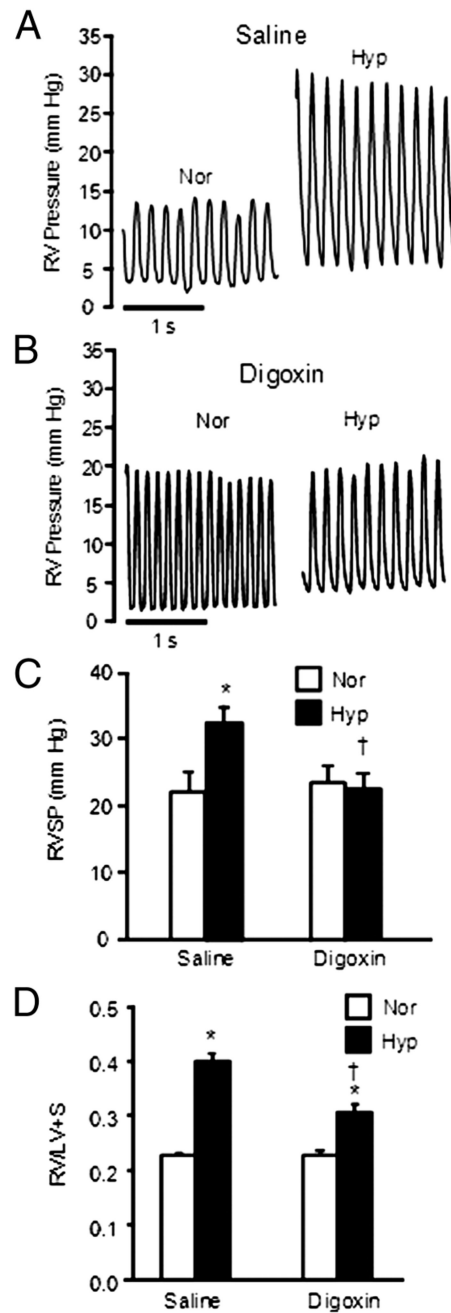 A
Saline
Hyp
Nor
RV Pressure (mm Hg)
35
30
25
20
15
10
5
0
1 s
B
Digoxin
Nor
Hyp
RV Pressure (mm Hg)
35
30
25
20
15
10
5
0
1 s
C
Nor
Hyp
*
†
RVSP (mm Hg)
40
30
20
10
0
Saline
Digoxin
D
Nor
Hyp
*
†
*
RV/LV+S
0.5
0.4
0.3
0.2
0.1
0.0
Saline
Digoxin